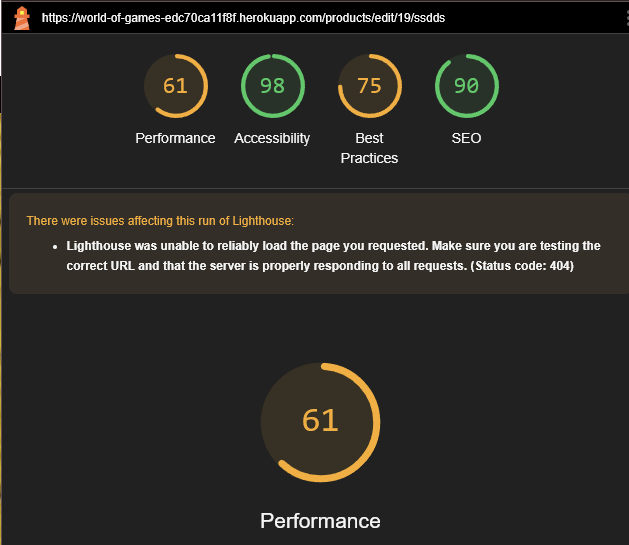 https://world-of-games-edc70ca11f8f.herokuapp.com/products/edit/19/ssdds
61 98 75 90
Performance Accessibility Best Practices SEO
There were issues affecting this run of Lighthouse:
• Lighthouse was unable to reliably load the page you requested. Make sure you are testing the
correct URL and that the server is properly responding to all requests. (Status code: 404)
61
Performance